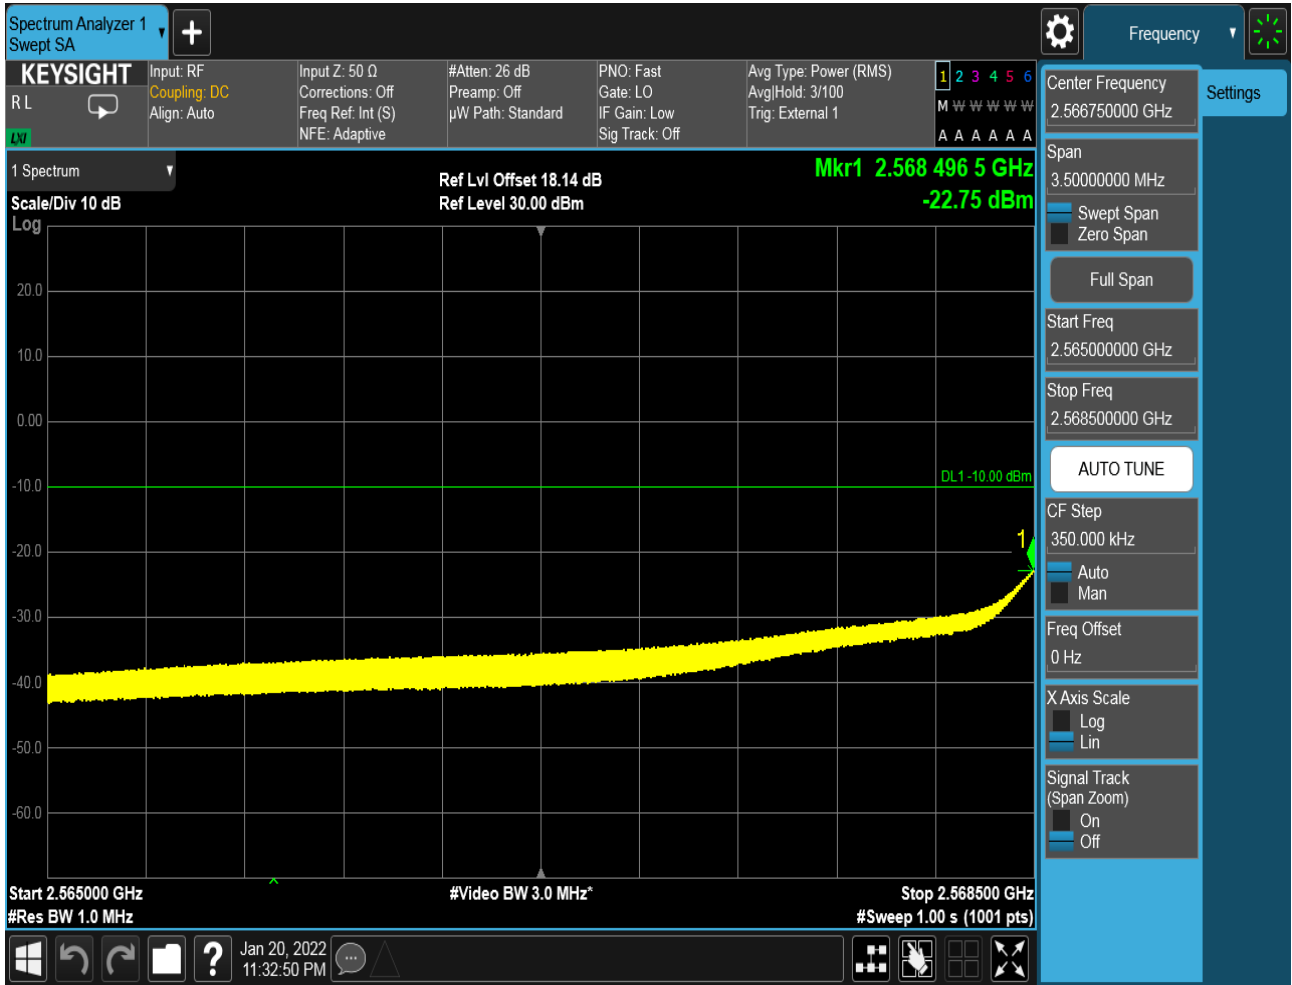 Spectrum Analyzer 1
Swept SA
Frequency
KEYSIGHT
R L
LXI
Input: RF
Coupling: DC
Align: Auto
Input Z: 50 Ω
Corrections: Off
Freq Ref: Int (S)
NFE: Adaptive
#Atten: 26 dB
Preamp: Off
µW Path: Standard
PNO: Fast
Gate: LO
IF Gain: Low
Sig Track: Off
Avg Type: Power (RMS)
Avg|Hold: 3/100
Trig: External 1
1 2 3 4 5 6
M W W W W W
A A A A A A
1 Spectrum
Scale/Div 10 dB
Log
Ref Lvl Offset 18.14 dB
Ref Level 30.00 dBm
Mkr1 2.568 496 5 GHz
-22.75 dBm
20.0
10.0
0.00
-10.0
-20.0
-30.0
-40.0
-50.0
-60.0
DL1 -10.00 dBm
1
Start 2.565000 GHz
#Res BW 1.0 MHz
#Video BW 3.0 MHz*
Stop 2.568500 GHz
#Sweep 1.00 s (1001 pts)
Jan 20, 2022
11:32:50 PM
Center Frequency
2.566750000 GHz
Span
3.50000000 MHz
Swept Span
Zero Span
Full Span
Start Freq
2.565000000 GHz
Stop Freq
2.568500000 GHz
AUTO TUNE
CF Step
350.000 kHz
Auto
Man
Freq Offset
0 Hz
X Axis Scale
Log
Lin
Signal Track
(Span Zoom)
On
Off
Settings